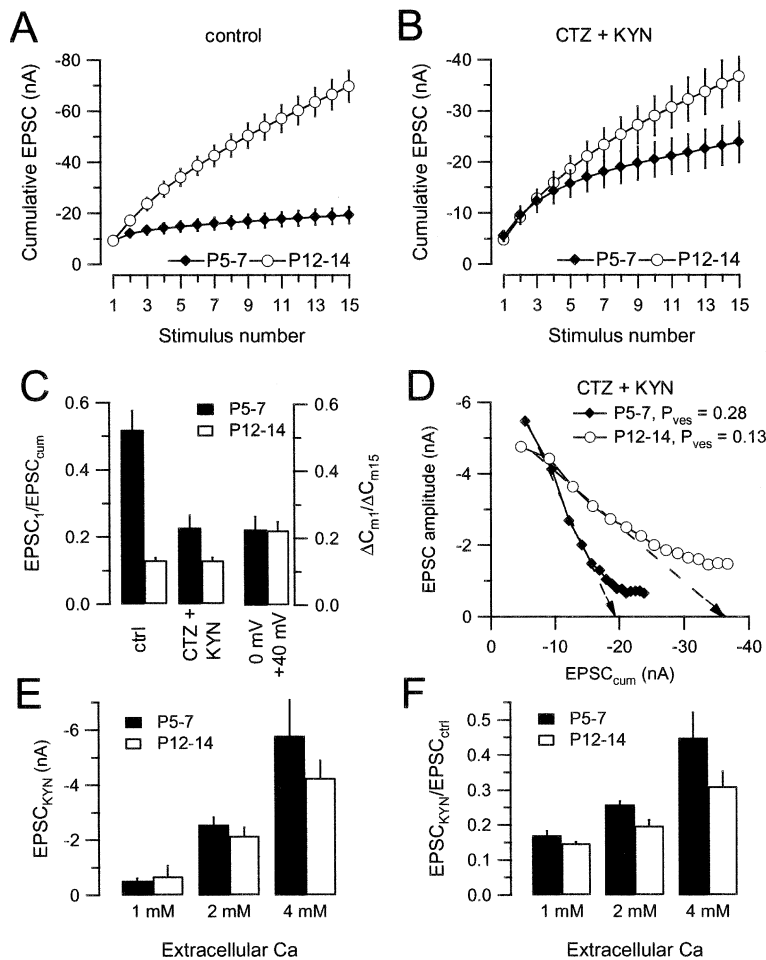 A
control
Cumulative EPSC (nA)
-80
-60
-40
-20
0
P5-7
P12-14
1 3 5 7 9 11 13 15
Stimulus number
B
CTZ + KYN
Cumulative EPSC (nA)
-40
-30
-20
-10
0
P5-7
P12-14
1 3 5 7 9 11 13 15
Stimulus number
C
EPSC1/EPSCcum
0.6
0.4
0.2
0.0
P5-7
P12-14
0.6
0.4
0.2
0.0
ΔCm1/ΔCm15
ctrl
CTZ +
KYN
0 mV
+40 mV
D
CTZ + KYN
P5-7, Pves = 0.28
P12-14, Pves = 0.13
EPSC amplitude (nA)
-6
-4
-2
0
0 -10 -20 -30 -40
EPSCcum (nA)
E
EPSCKYN (nA)
-6
-4
-2
0
P5-7
P12-14
1 mM 2 mM 4 mM
Extracellular Ca
F
EPSCKYN/EPSCctrl
0.5
0.4
0.3
0.2
0.1
0.0
P5-7
P12-14
1 mM 2 mM 4 mM
Extracellular Ca